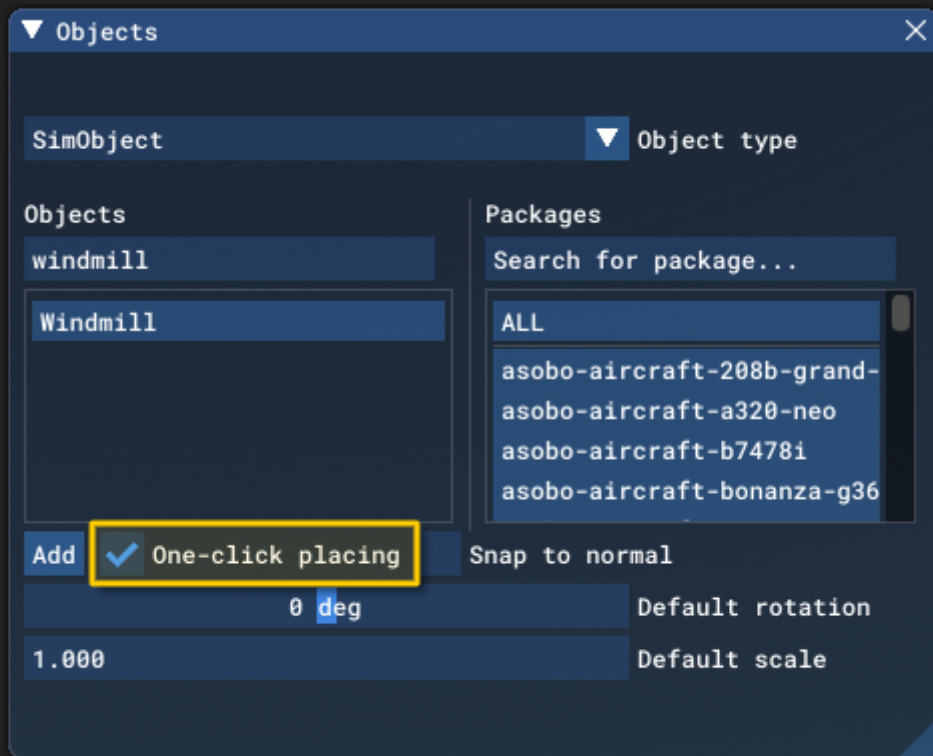 Objects
SimObject
Object type
Objects
windmill
Windmill
Packages
Search for package...
ALL
asobo-aircraft-208b-grand-
asobo-aircraft-a320-neo
asobo-aircraft-b7478i
asobo-aircraft-bonanza-g36
Add
One-click placing
Snap to normal
0 deg
Default rotation
1.000
Default scale